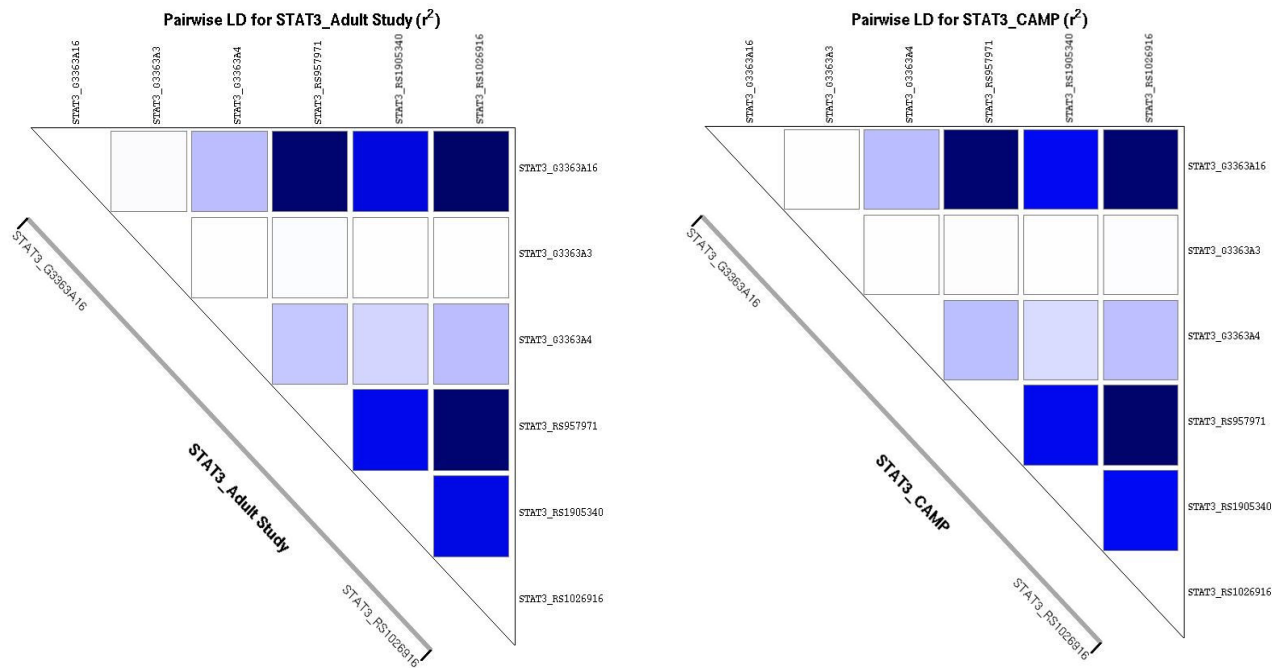 Pairwise LD for STAT3_Adult Study (r2)
STAT3_G3363A16
STAT3_G3363A3
STAT3_G3363A4
STAT3_RS957971
STAT3_RS1905340
STAT3_RS1026916
STAT3_G3363A16
STAT3_G3363A3
STAT3_G3363A4
STAT3_RS957971
STAT3_RS1905340
STAT3_RS1026916
STAT3_G3363A16
STAT3_Adult Study
STAT3_RS1026916
Pairwise LD for STAT3_CAMP (r2)
STAT3_G3363A16
STAT3_G3363A3
STAT3_G3363A4
STAT3_RS957971
STAT3_RS1905340
STAT3_RS1026916
STAT3_G3363A16
STAT3_G3363A3
STAT3_G3363A4
STAT3_RS957971
STAT3_RS1905340
STAT3_RS1026916
STAT3_G3363A16
STAT3_CAMP
STAT3_RS1026916